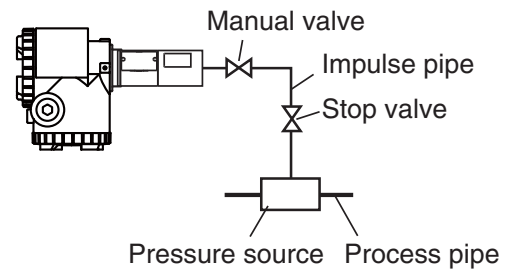 Manual valve
Impulse pipe
Stop valve
Pressure source
Process pipe